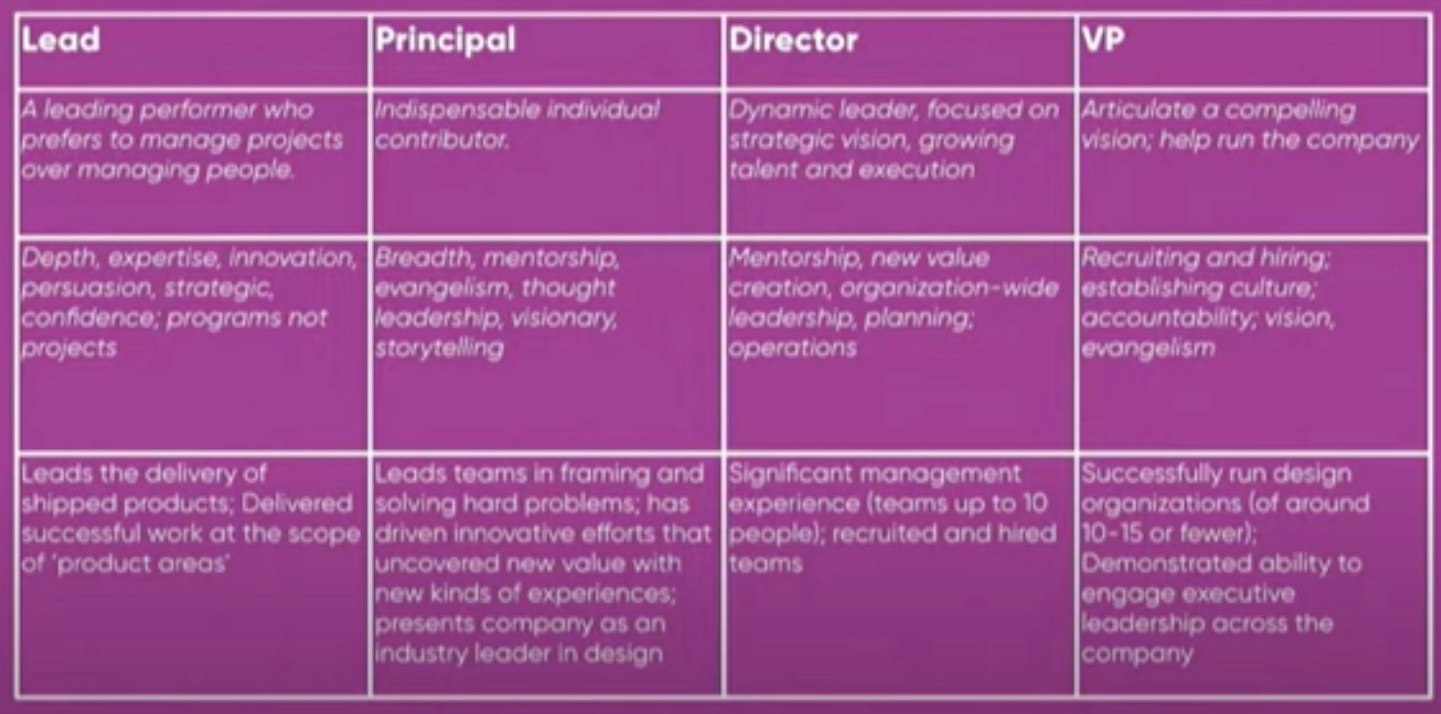 Lead
Principal
Director
VP
A leading performer who
prefers to manage projects
over managing people.
Indispensable individual
contributor.
Dynamic leader, focused on
strategic vision, growing
talent and execution
Articulate a compelling
vision; help run the company
Depth, expertise, innovation,
persuasion, strategic,
confidence; programs not
projects
Breadth, mentorship,
evangelism, thought
leadership, visionary,
storytelling
Mentorship, new value
creation, organization-wide
leadership, planning;
operations
Recruiting and hiring;
establishing culture;
accountability; vision,
evangelism
Leads the delivery of
shipped products; Delivered
successful work at the scope
of 'product areas'
Leads teams in framing and
solving hard problems; has
driven innovative efforts that
uncovered new value with
new kinds of experiences;
presents company as an
industry leader in design
Significant management
experience (teams up to 10
people); recruited and hired
teams
Successfully run design
organizations (of around
10-15 or fewer);
Demonstrated ability to
engage executive
leadership across the
company